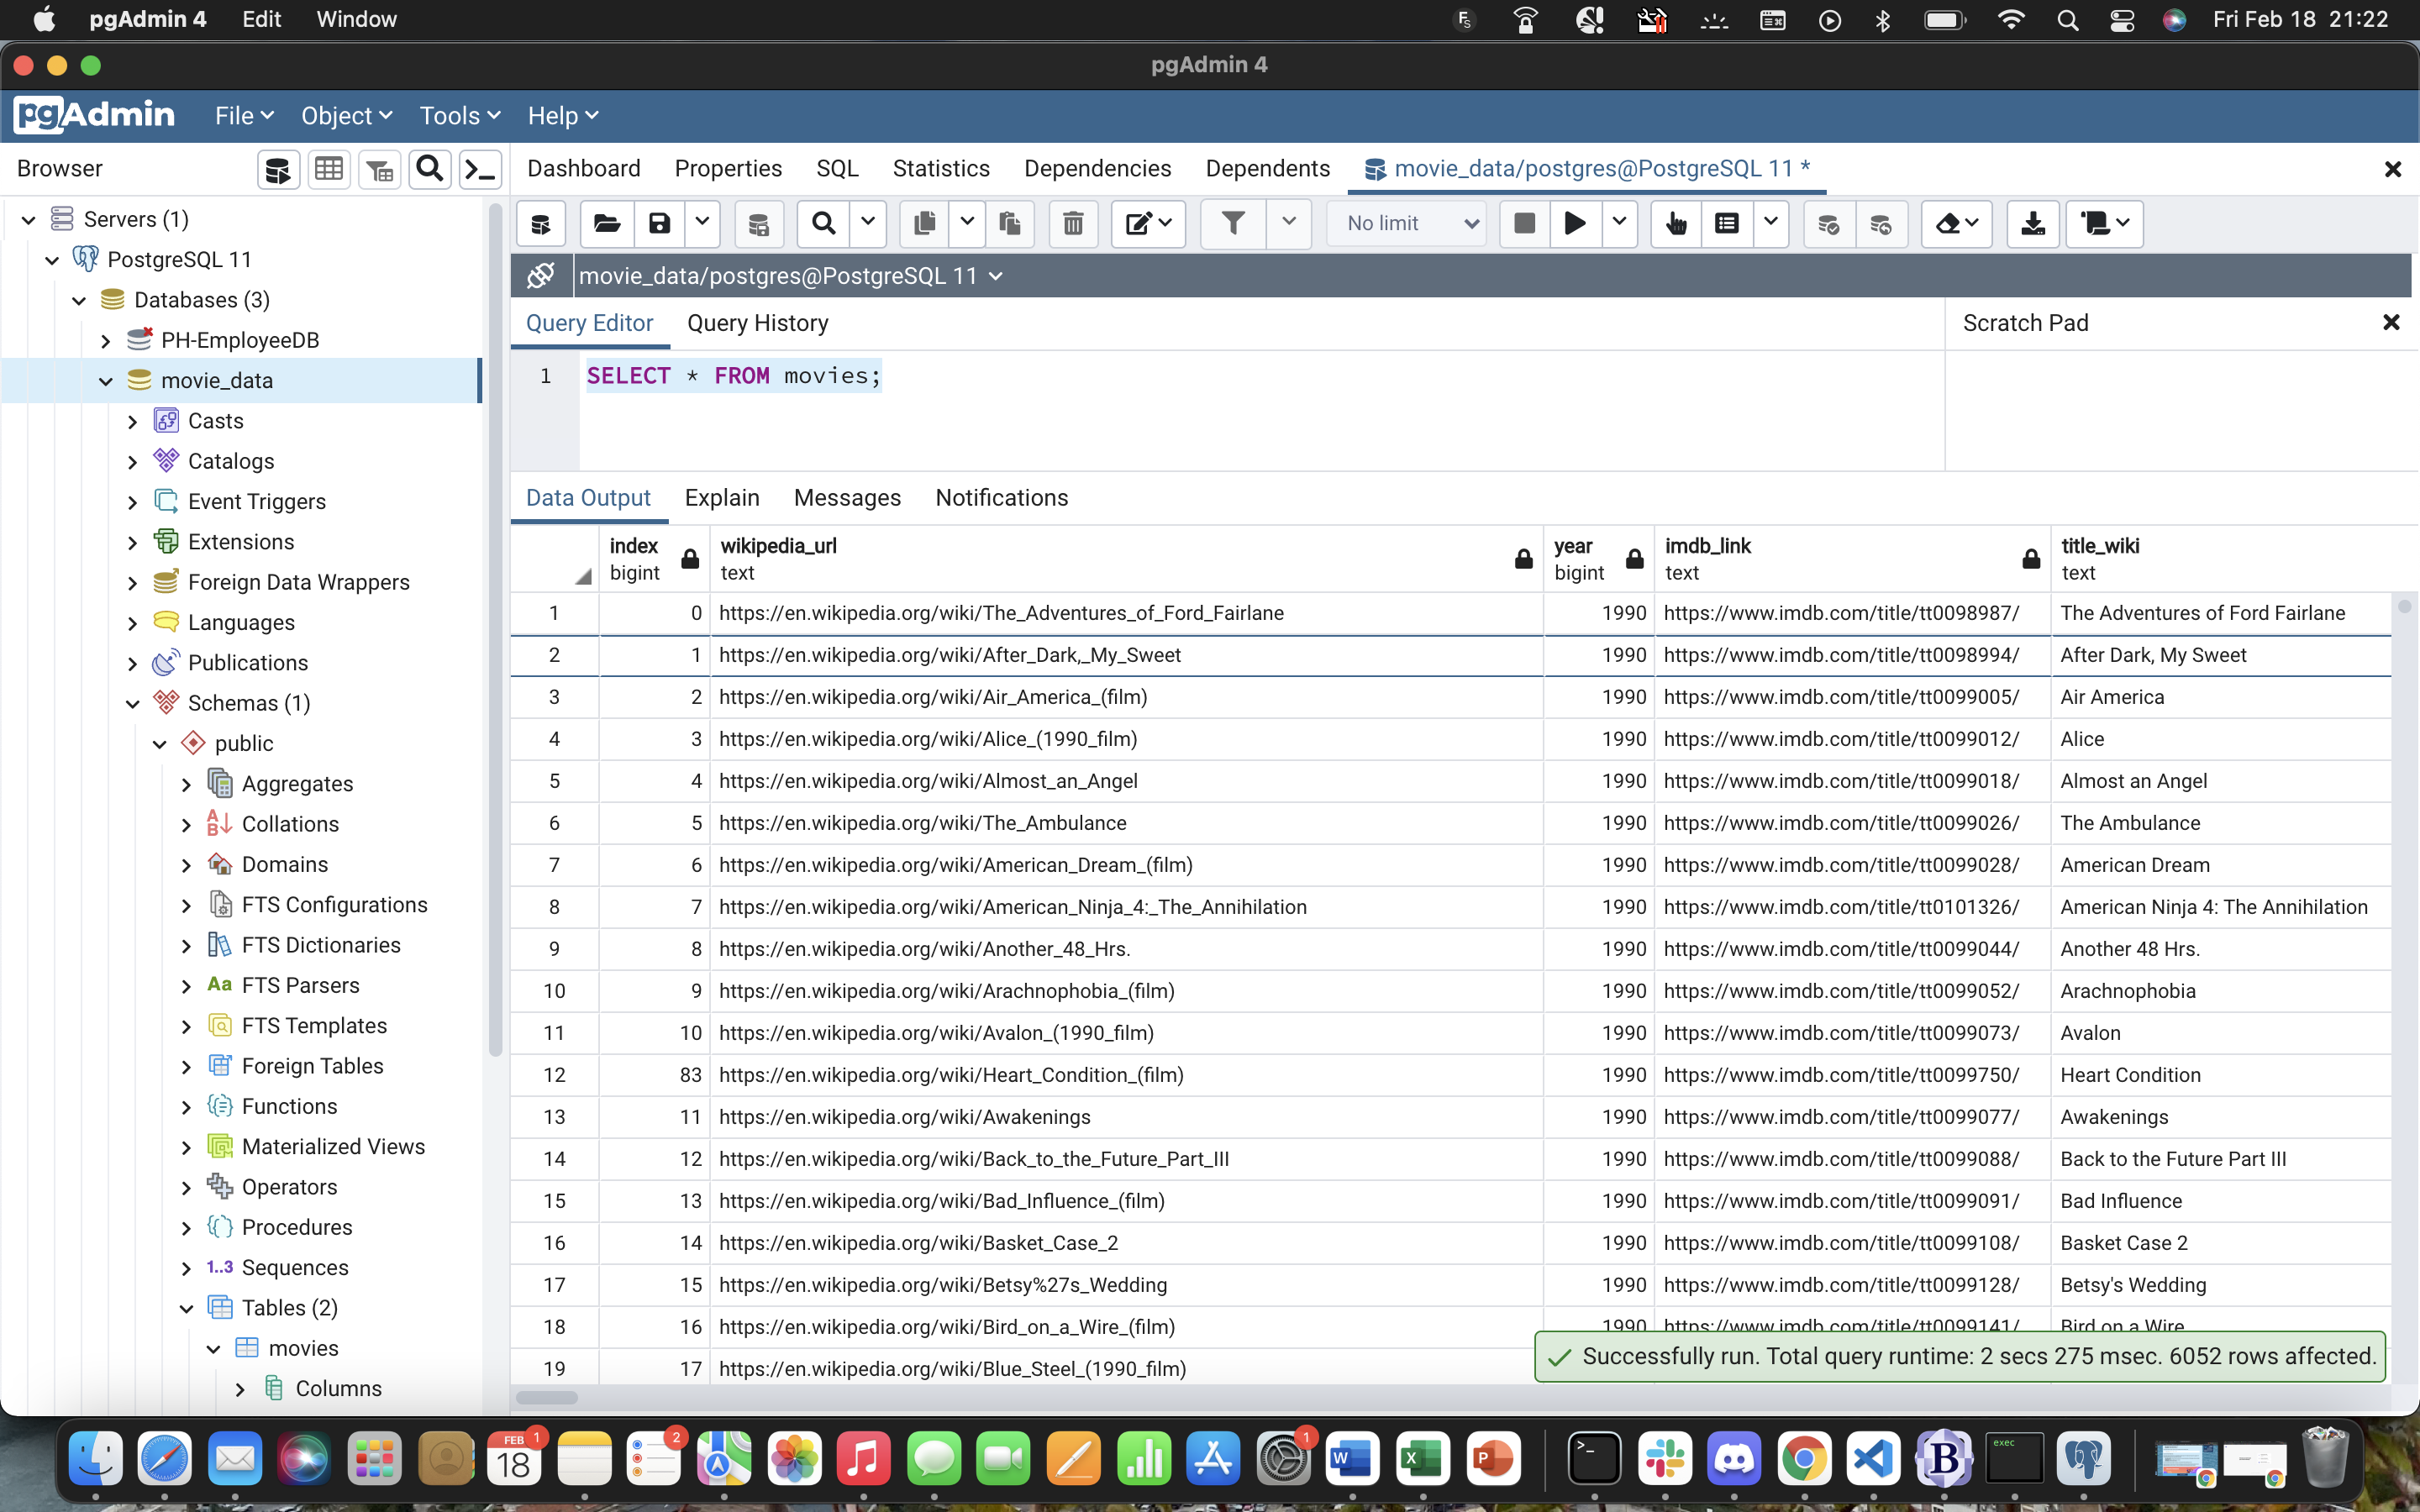 pgAdmin 4 Edit Window Fri Feb 18 21:22
pgAdmin 4
pgAdmin File Object Tools Help
Browser Dashboard Properties SQL Statistics Dependencies Dependents movie_data/postgres@PostgreSQL 11 *
Servers (1)
PostgreSQL 11
Databases (3)
PH-EmployeeDB
movie_data
Casts
Catalogs
Event Triggers
Extensions
Foreign Data Wrappers
Languages
Publications
Schemas (1)
public
Aggregates
Collations
Domains
FTS Configurations
FTS Dictionaries
Aa FTS Parsers
FTS Templates
Foreign Tables
Functions
Materialized Views
Operators
Procedures
1..3 Sequences
Tables (2)
movies
Columns
No limit
movie_data/postgres@PostgreSQL 11
Query Editor Query History Scratch Pad
1 SELECT * FROM movies;
Data Output Explain Messages Notifications
index wikipedia_url year imdb_link title_wiki
bigint text bigint text text
1 0 https://en.wikipedia.org/wiki/The_Adventures_of_Ford_Fairlane 1990 https://www.imdb.com/title/tt0098987/ The Adventures of Ford Fairlane
2 1 https://en.wikipedia.org/wiki/After_Dark,_My_Sweet 1990 https://www.imdb.com/title/tt0098994/ After Dark, My Sweet
3 2 https://en.wikipedia.org/wiki/Air_America_(film) 1990 https://www.imdb.com/title/tt0099005/ Air America
4 3 https://en.wikipedia.org/wiki/Alice_(1990_film) 1990 https://www.imdb.com/title/tt0099012/ Alice
5 4 https://en.wikipedia.org/wiki/Almost_an_Angel 1990 https://www.imdb.com/title/tt0099018/ Almost an Angel
6 5 https://en.wikipedia.org/wiki/The_Ambulance 1990 https://www.imdb.com/title/tt0099026/ The Ambulance
7 6 https://en.wikipedia.org/wiki/American_Dream_(film) 1990 https://www.imdb.com/title/tt0099028/ American Dream
8 7 https://en.wikipedia.org/wiki/American_Ninja_4:_The_Annihilation 1990 https://www.imdb.com/title/tt0101326/ American Ninja 4: The Annihilation
9 8 https://en.wikipedia.org/wiki/Another_48_Hrs. 1990 https://www.imdb.com/title/tt0099044/ Another 48 Hrs.
10 9 https://en.wikipedia.org/wiki/Arachnophobia_(film) 1990 https://www.imdb.com/title/tt0099052/ Arachnophobia
11 10 https://en.wikipedia.org/wiki/Avalon_(1990_film) 1990 https://www.imdb.com/title/tt0099073/ Avalon
12 83 https://en.wikipedia.org/wiki/Heart_Condition_(film) 1990 https://www.imdb.com/title/tt0099750/ Heart Condition
13 11 https://en.wikipedia.org/wiki/Awakenings 1990 https://www.imdb.com/title/tt0099077/ Awakenings
14 12 https://en.wikipedia.org/wiki/Back_to_the_Future_Part_III 1990 https://www.imdb.com/title/tt0099088/ Back to the Future Part III
15 13 https://en.wikipedia.org/wiki/Bad_Influence_(film) 1990 https://www.imdb.com/title/tt0099091/ Bad Influence
16 14 https://en.wikipedia.org/wiki/Basket_Case_2 1990 https://www.imdb.com/title/tt0099108/ Basket Case 2
17 15 https://en.wikipedia.org/wiki/Betsy%27s_Wedding 1990 https://www.imdb.com/title/tt0099128/ Betsy's Wedding
18 16 https://en.wikipedia.org/wiki/Bird_on_a_Wire_(film) 1990 https://www.imdb.com/title/tt0099141/ Bird on a Wire
19 17 https://en.wikipedia.org/wiki/Blue_Steel_(1990_film)
Successfully run. Total query runtime: 2 secs 275 msec. 6052 rows affected.
FEB 18 1 2 1 W X P B exec